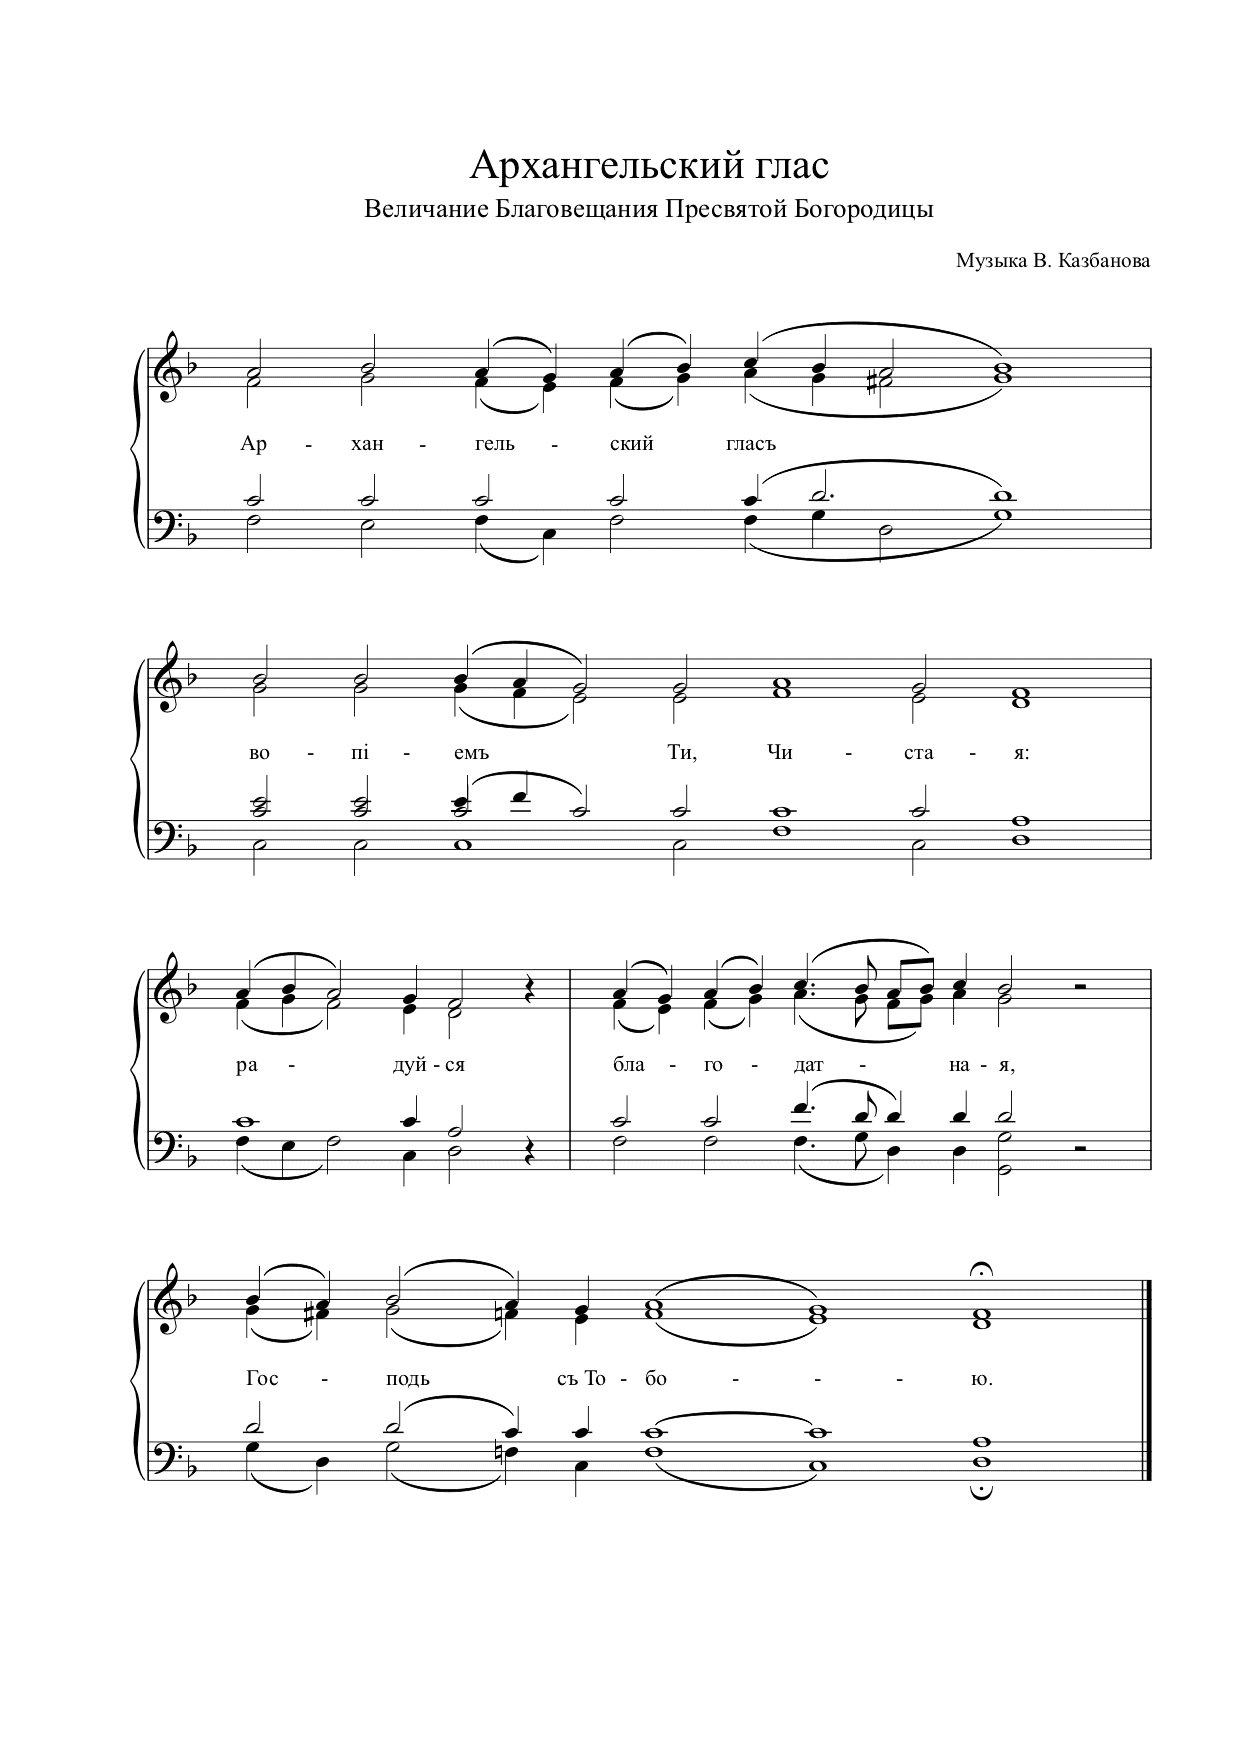 Архангельский глас
Величание Благовещания Пресвятой Богородицы
Музыка В. Казбанова
Ар - хан - гель - ский гласъ
во - пі - емъ Ти, Чи - ста - я:
ра - дуй - ся бла - го - дат - на - я,
Гос - подь съ То - бо - - - ю.